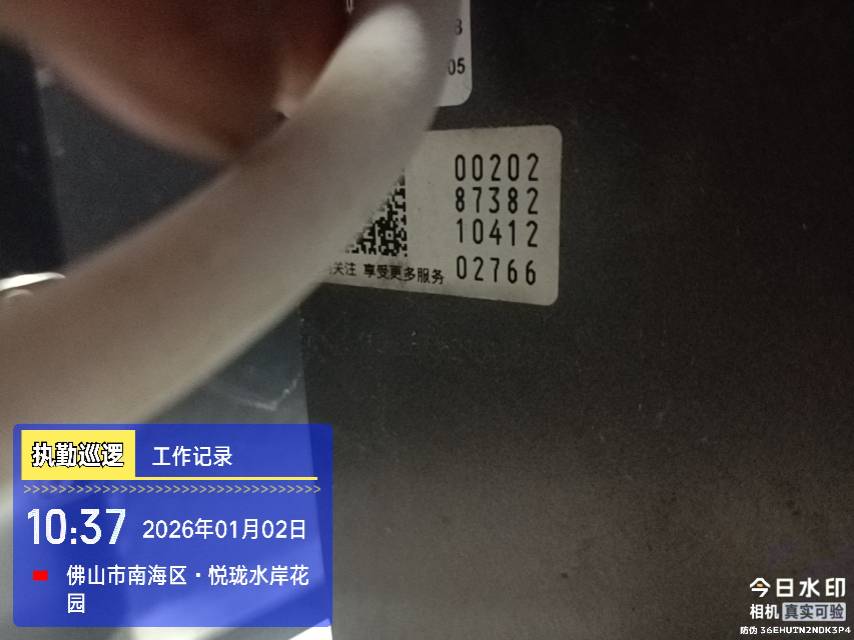 05
00202
87382
10412
02766
关注 享受更多服务
执勤巡逻 工作记录
10:37 2026年01月02日
佛山市南海区·悦珑水岸花
园
今日水印
相机 真实可验
防伪 36EHUTN2NDK3P4